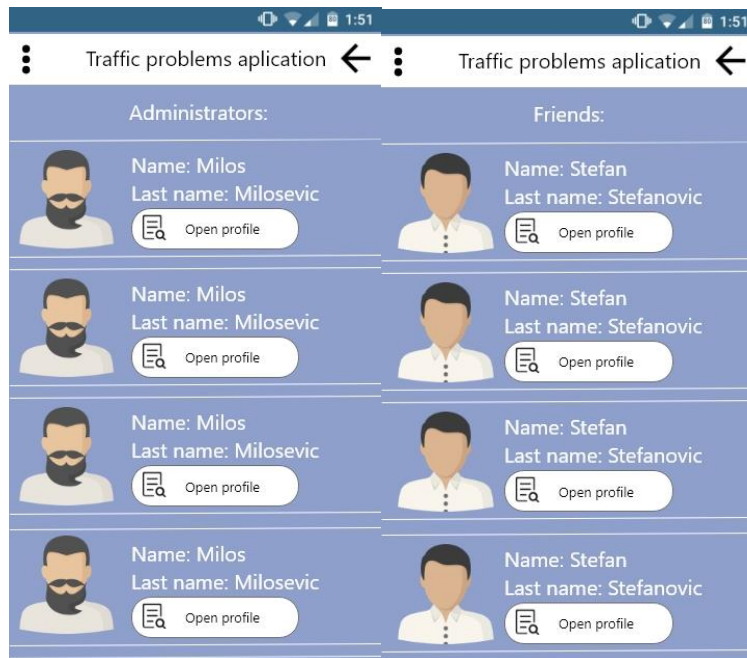 1:51
Traffic problems aplication
Administrators:
Name: Milos
Last name: Milosevic
Open profile
Name: Milos
Last name: Milosevic
Open profile
Name: Milos
Last name: Milosevic
Open profile
Name: Milos
Last name: Milosevic
Open profile
1:51
Traffic problems aplication
Friends:
Name: Stefan
Last name: Stefanovic
Open profile
Name: Stefan
Last name: Stefanovic
Open profile
Name: Stefan
Last name: Stefanovic
Open profile
Name: Stefan
Last name: Stefanovic
Open profile